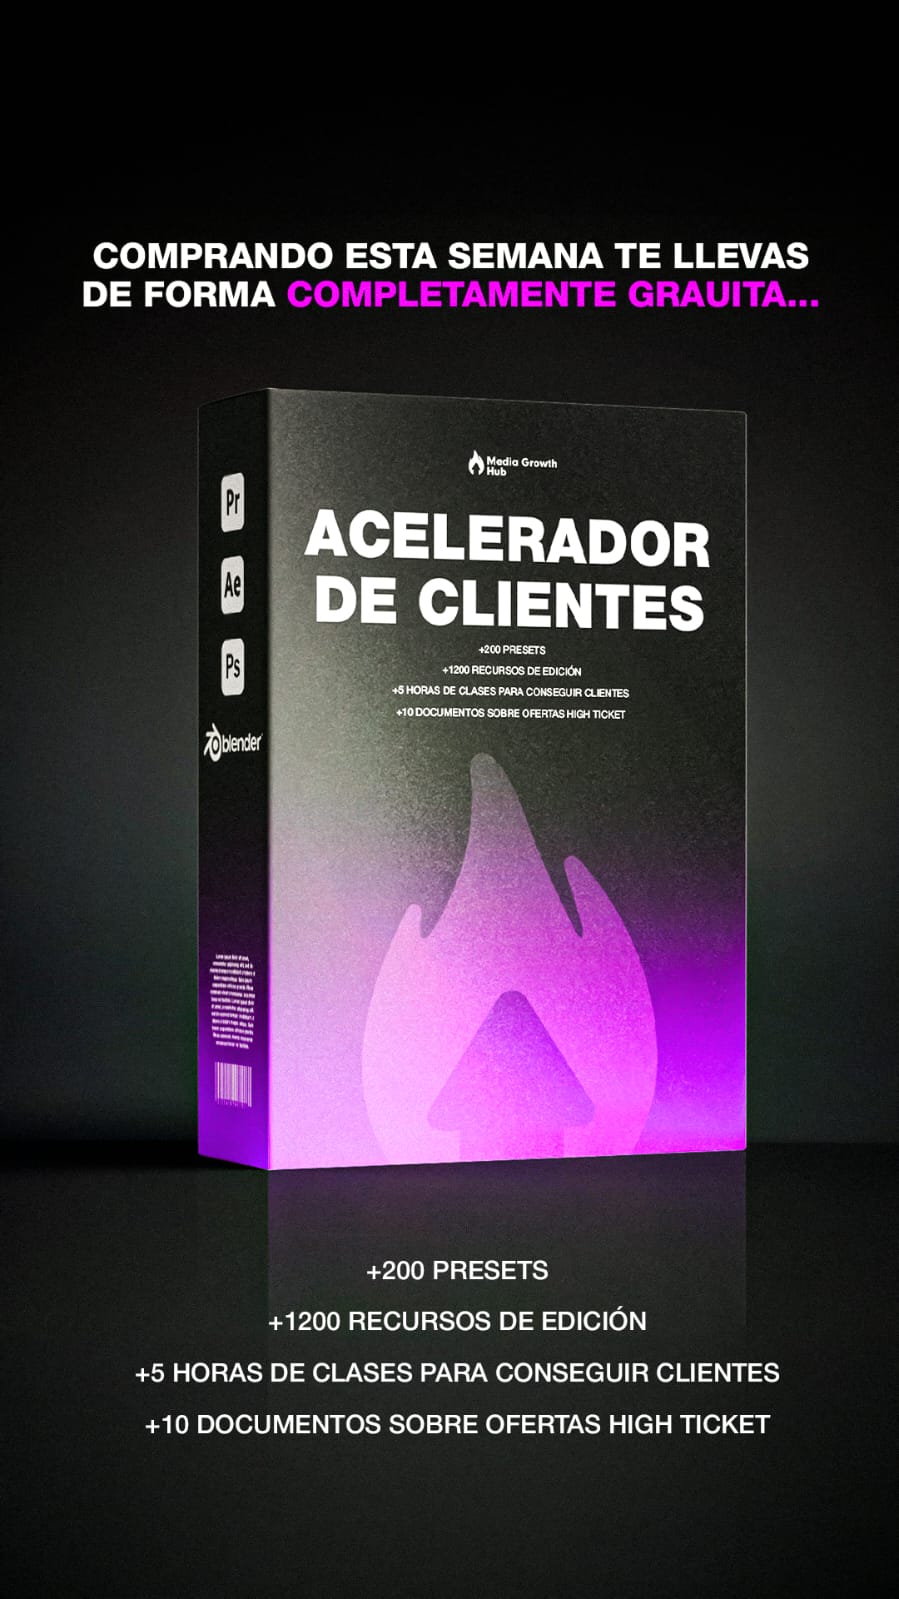 COMPRANDO ESTA SEMANA TE LLEVAS
DE FORMA COMPLETAMENTE GRAUITA...
Media Growth
Hub
ACELERADOR
DE CLIENTES
+200 PRESETS
+1200 RECURSOS DE EDICIÓN
+5 HORAS DE CLASES PARA CONSEGUIR CLIENTES
+10 DOCUMENTOS SOBRE OFERTAS HIGH TICKET
Pr
Ae
Ps
blender
+200 PRESETS
+1200 RECURSOS DE EDICIÓN
+5 HORAS DE CLASES PARA CONSEGUIR CLIENTES
+10 DOCUMENTOS SOBRE OFERTAS HIGH TICKET